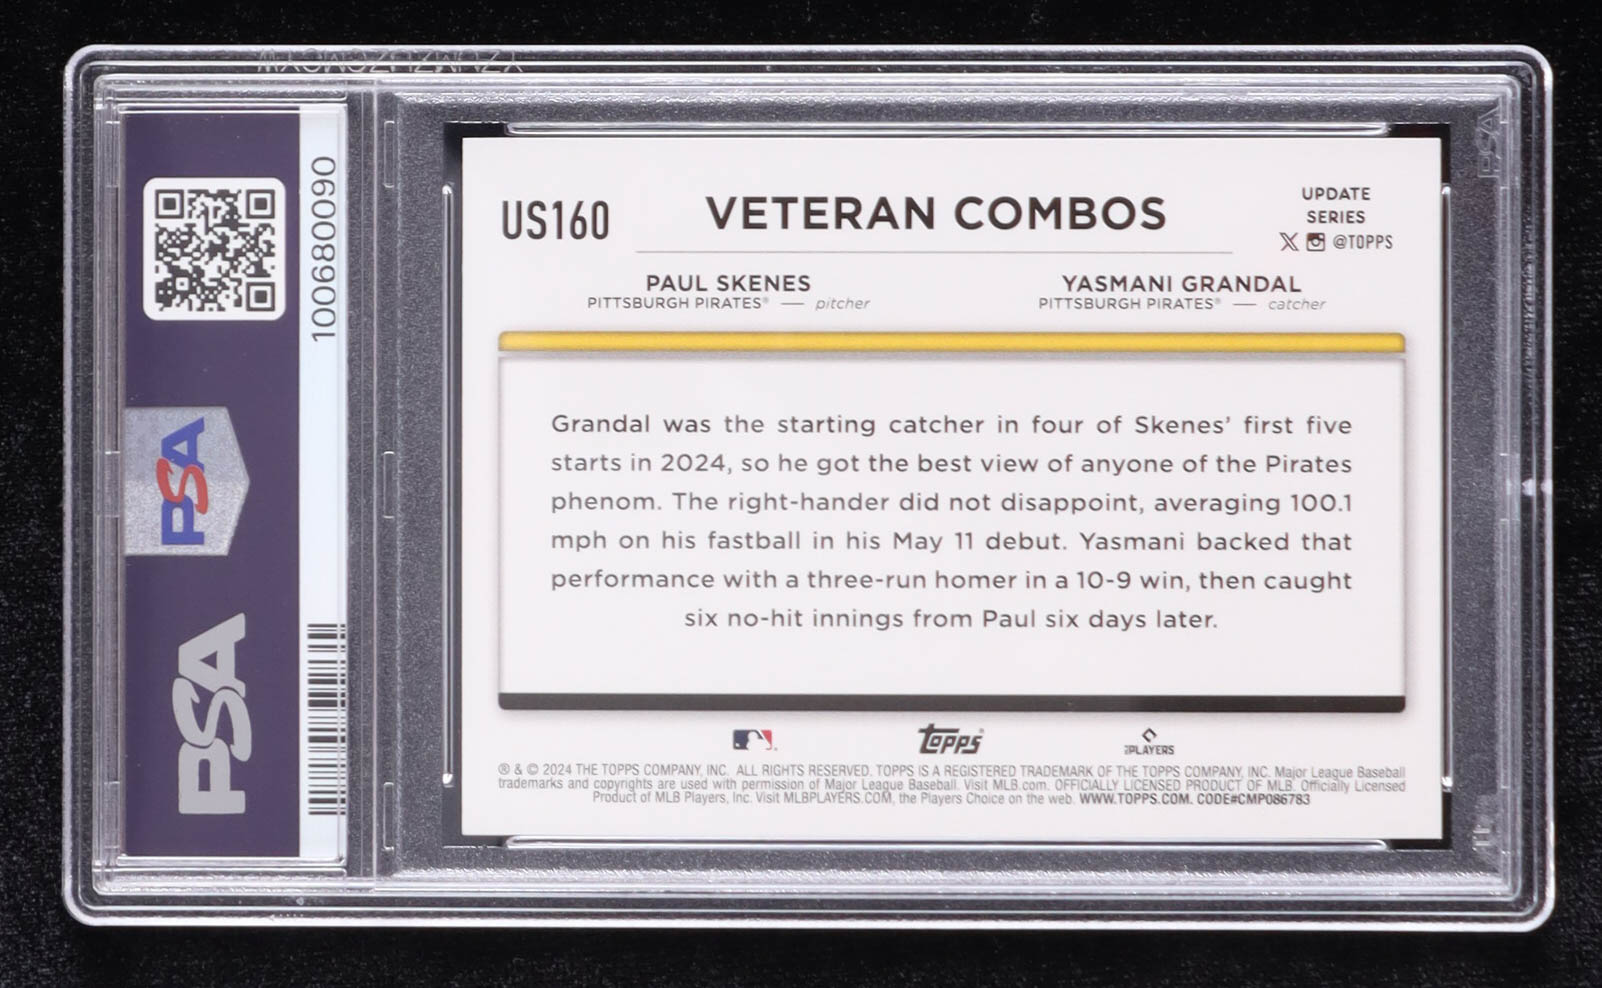 100680090
PSA
PSA
US160
VETERAN COMBOS
UPDATE
SERIES
X @TOPPS
PAUL SKENES
PITTSBURGH PIRATES® — pitcher
YASMANI GRANDAL
PITTSBURGH PIRATES® — catcher
Grandal was the starting catcher in four of Skenes’ first five
starts in 2024, so he got the best view of anyone of the Pirates
phenom. The right-hander did not disappoint, averaging 100.1
mph on his fastball in his May 11 debut. Yasmani backed that
performance with a three-run homer in a 10-9 win, then caught
six no-hit innings from Paul six days later.
topps®
PLAYERS
® & © 2024 THE TOPPS COMPANY, INC. ALL RIGHTS RESERVED. TOPPS IS A REGISTERED TRADEMARK OF THE TOPPS COMPANY, INC. Major League Baseball
trademarks and copyrights are used with permission of Major League Baseball. Visit MLB.com. OFFICIALLY LICENSED PRODUCT OF MLB. Officially Licensed
Product of MLB Players, Inc. Visit MLBPLAYERS.COM, the Players Choice on the web. WWW.TOPPS.COM. CODE#CMP086783
PSA